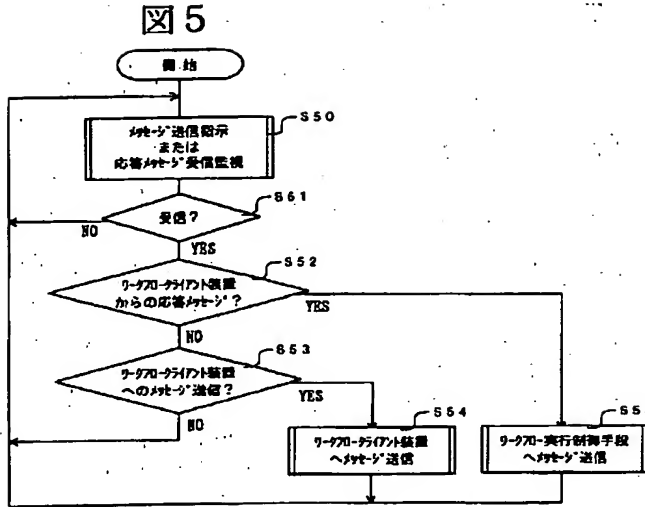 図5
開始
メッセージ送信指示
または
応答メッセージ受信監視
S50
受信?
S51
NO
YES
ワークフロークライアント装置
からの応答メッセージ?
S52
YES
NO
ワークフロークライアント装置
へのメッセージ送信?
S53
YES
NO
ワークフロークライアント装置
へメッセージ送信
S54
ワークフロー実行制御手段
へメッセージ送信
S5